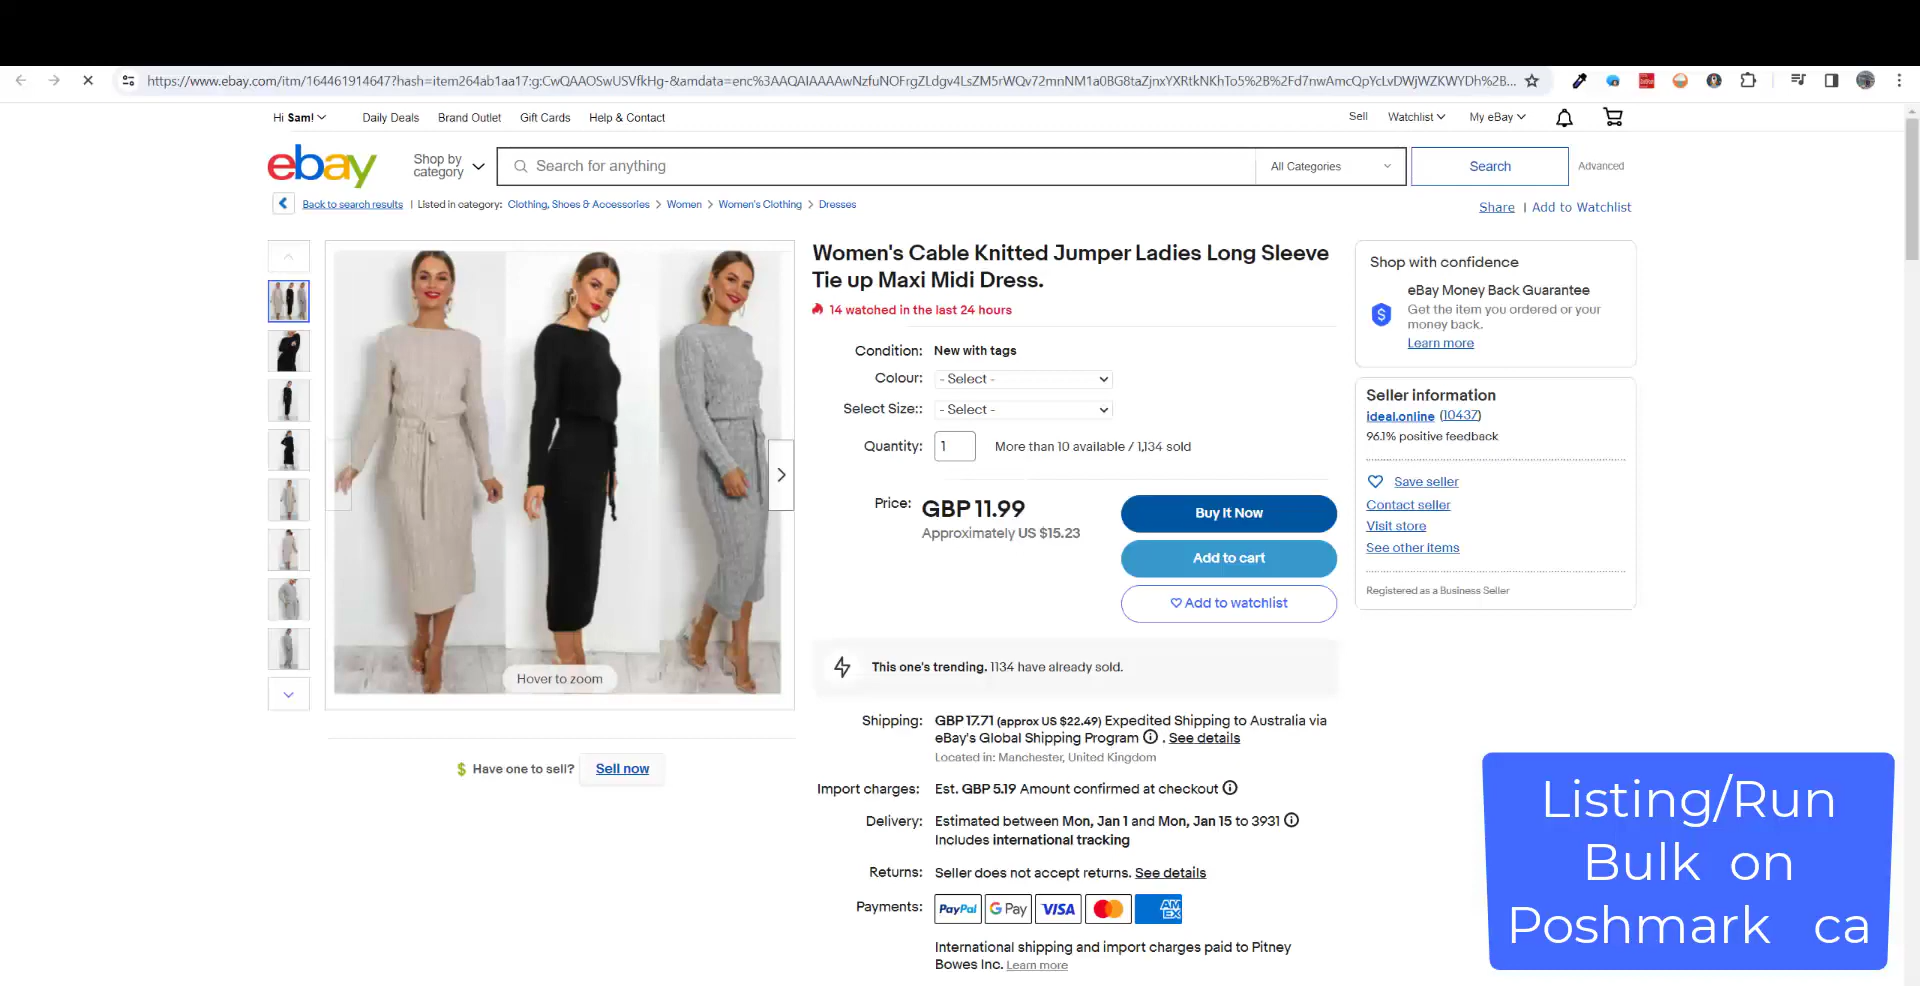 https://www.ebay.com/itm/164461914647?hash=item264ab1aa17:g:CwQAAOSwUSVfkHg-&amdata=enc%3AAQAIAAAAwNzfuNOFrgZLdgv4LsZM5rWQv72mnNM1a0BG8taZjnxYXRtkNKhTo5%2B%2Fd7nwAmcQpYcLvDWjWZKWYDh%2B...
Hi Sam!
Daily Deals
Brand Outlet
Gift Cards
Help & Contact
Sell
Watchlist
My eBay
ebay
Shop by
category
Search for anything
All Categories
Search
Advanced
Back to search results | Listed in category: Clothing, Shoes & Accessories > Women > Women's Clothing > Dresses
Share | Add to Watchlist
Hover to zoom
Have one to sell? Sell now
Women's Cable Knitted Jumper Ladies Long Sleeve
Tie up Maxi Midi Dress.
14 watched in the last 24 hours
Condition: New with tags
Colour: - Select -
Select Size:: - Select -
Quantity: 1 More than 10 available / 1,134 sold
Price: GBP 11.99
Approximately US $15.23
Buy It Now
Add to cart
Add to watchlist
This one's trending. 1134 have already sold.
Shipping: GBP 17.71 (approx US $22.49) Expedited Shipping to Australia via
eBay's Global Shipping Program . See details
Located in: Manchester, United Kingdom
Import charges: Est. GBP 5.19 Amount confirmed at checkout
Delivery: Estimated between Mon, Jan 1 and Mon, Jan 15 to 3931
Includes international tracking
Returns: Seller does not accept returns. See details
Payments: PayPal G Pay VISA AMEX
International shipping and import charges paid to Pitney
Bowes Inc. Learn more
Shop with confidence
eBay Money Back Guarantee
Get the item you ordered or your
money back.
Learn more
Seller information
ideal.online (10437)
96.1% positive feedback
Save seller
Contact seller
Visit store
See other items
Registered as a Business Seller
Listing/Run
Bulk on
Poshmark ca